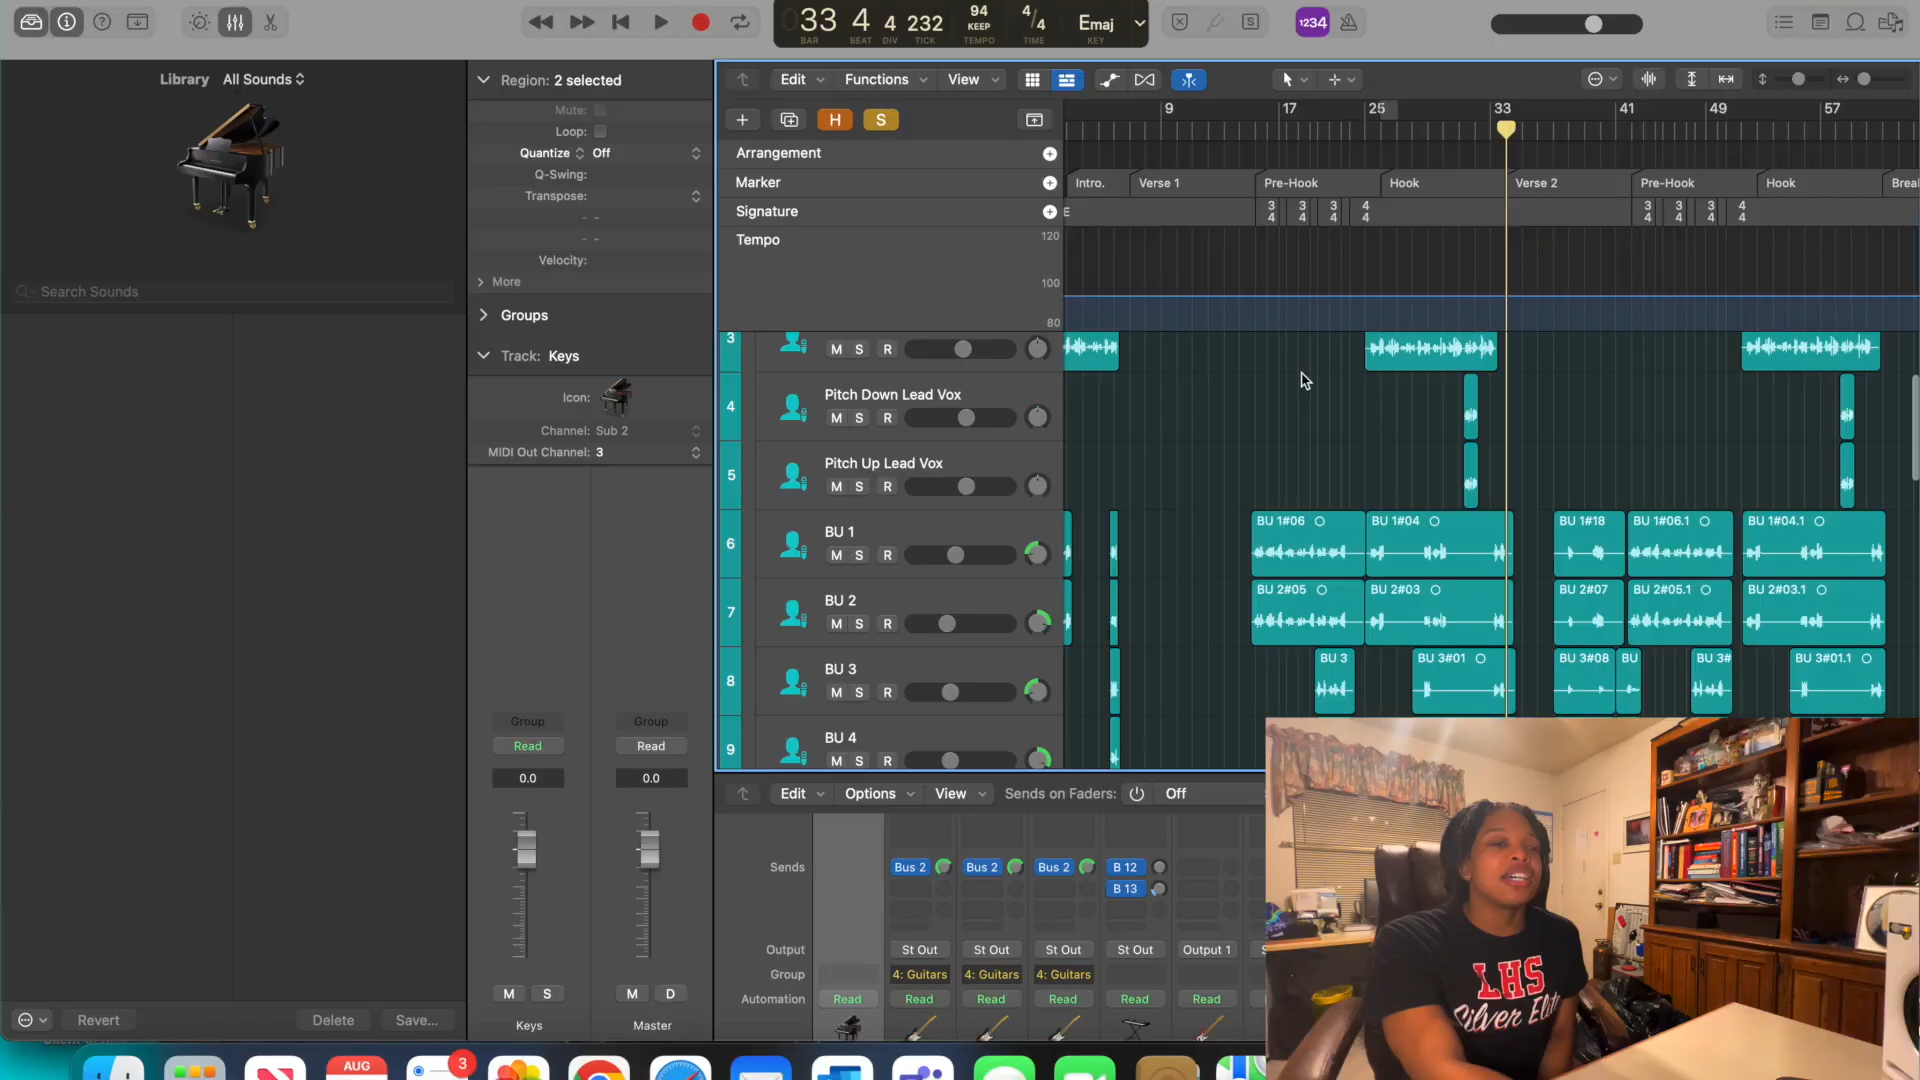 33 4 4 232
BAR BEAT DIV TICK
94
KEEP
TEMPO
4/4
TIME
Emaj
KEY
1234
S
Library All Sounds
Search Sounds
Revert
Delete
Save...
Region: 2 selected
Mute:
Loop:
Quantize Off
Q-Swing:
Transpose:
Velocity:
More
Groups
Track: Keys
Icon:
Channel: Sub 2
MIDI Out Channel: 3
Group
Read
0.0
M S
Keys
Group
Read
0.0
M D
Master
Edit Functions View
H S
9 17 25 33 41 49 57
Arrangement
Marker
Intro. Verse 1 Pre-Hook Hook Verse 2 Pre-Hook Hook Brea
Signature
3/4 3/4 3/4 4/4 3/4 3/4 3/4 4/4
Tempo
120
100
80
3
M S R
4
Pitch Down Lead Vox
M S R
5
Pitch Up Lead Vox
M S R
6
BU 1
M S R
BU 1#06 BU 1#04 BU 1#18 BU 1#06.1 BU 1#04.1
7
BU 2
M S R
BU 2#05 BU 2#03 BU 2#07 BU 2#05.1 BU 2#03.1
8
BU 3
M S R
BU 3 BU 3#01 BU 3#08 BU BU 3# BU 3#01.1
9
BU 4
M S R
Edit Options View Sends on Faders: Off
Sends Bus 2 Bus 2 Bus 2 B 12
B 13
Output St Out St Out St Out St Out Output 1
Group 4: Guitars 4: Guitars 4: Guitars
Automation Read Read Read Read Read Read
LHS
Silver Elite
AUG
3